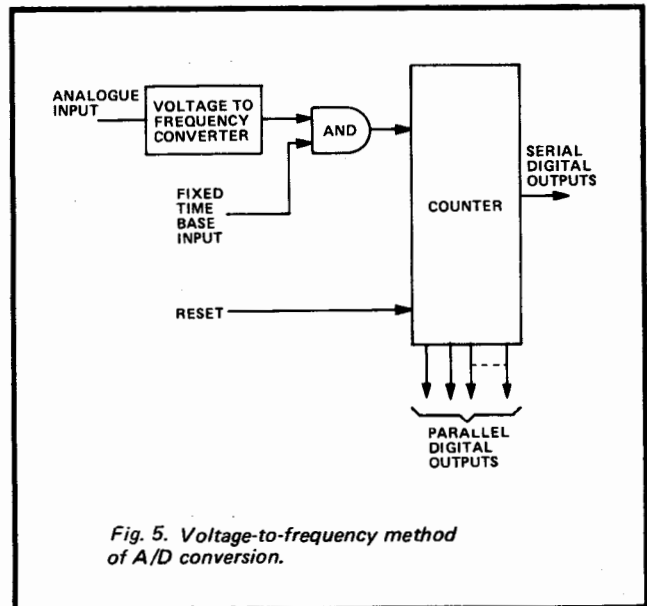 ANALOGUE
INPUT
VOLTAGE TO
FREQUENCY
CONVERTER
AND
FIXED
TIME
BASE
INPUT
RESET
COUNTER
SERIAL
DIGITAL
OUTPUTS
PARALLEL
DIGITAL
OUTPUTS
Fig. 5. Voltage-to-frequency method
of A/D conversion.